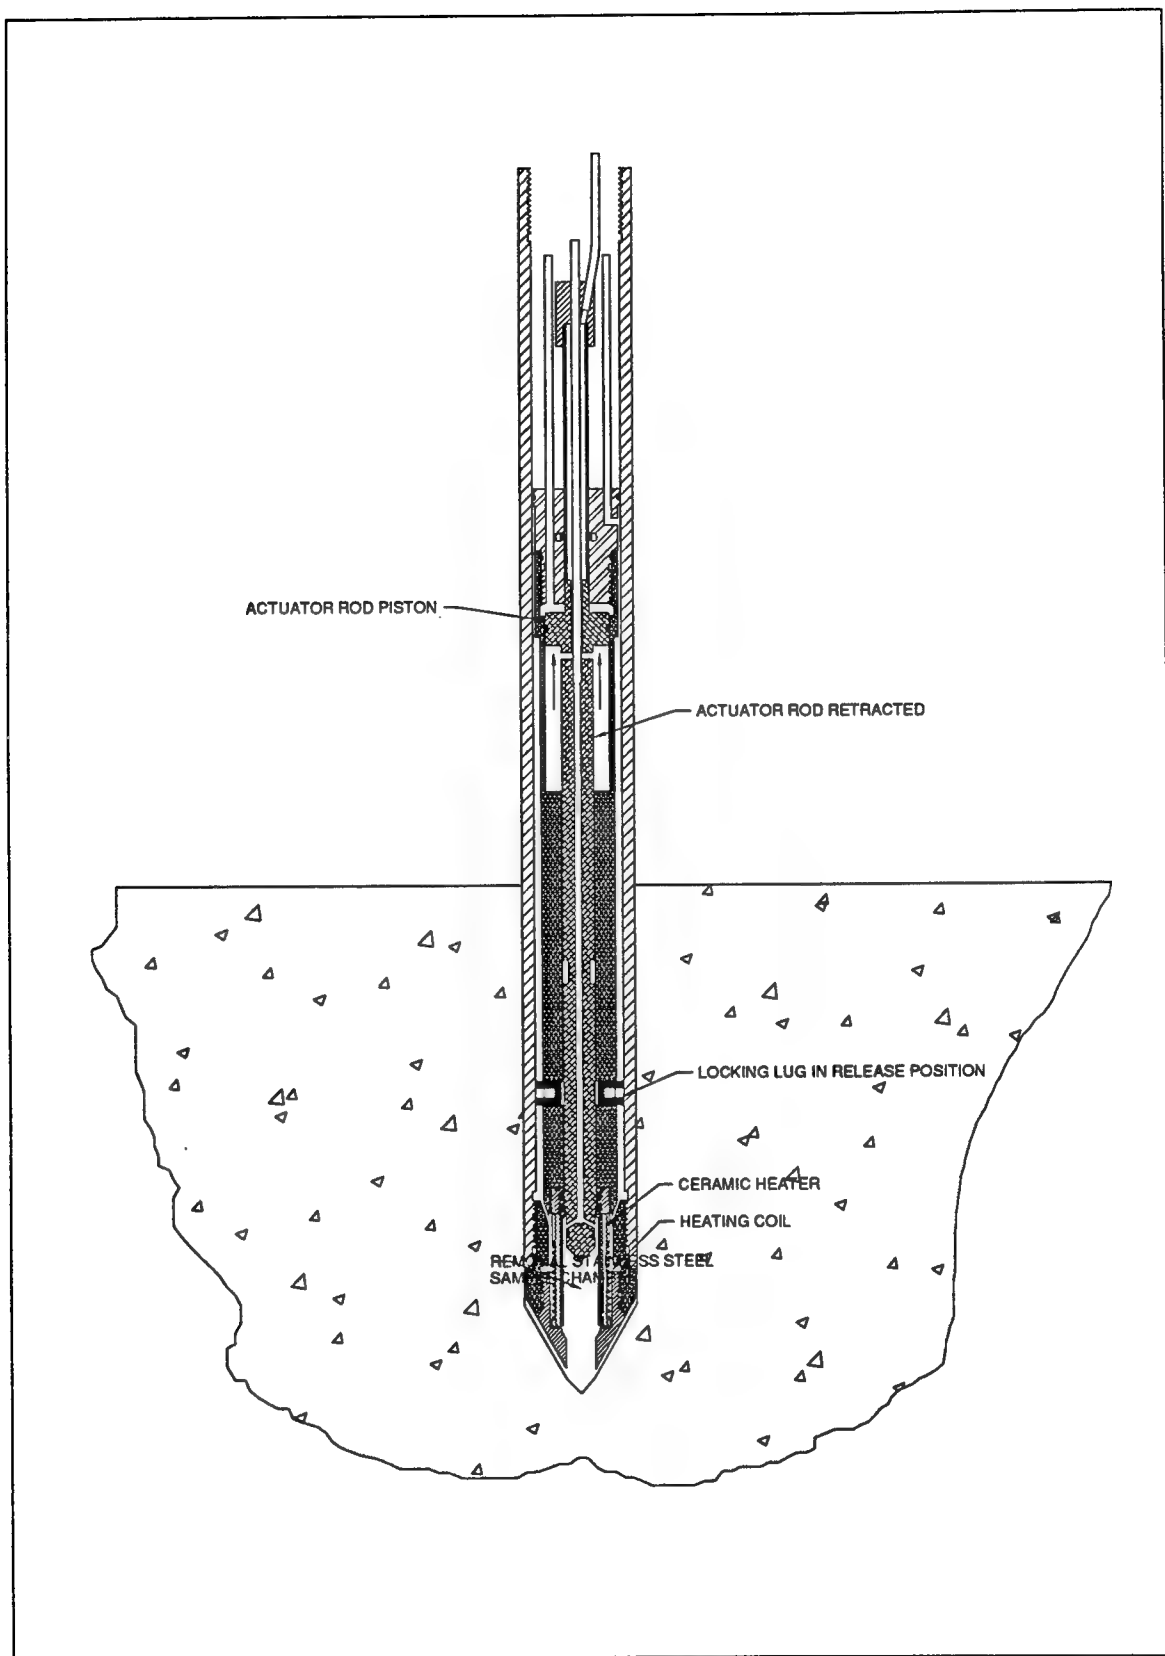 ACTUATOR ROD PISTON
ACTUATOR ROD RETRACTED
LOCKING LUG IN RELEASE POSITION
CERAMIC HEATER
HEATING COIL
STEEL